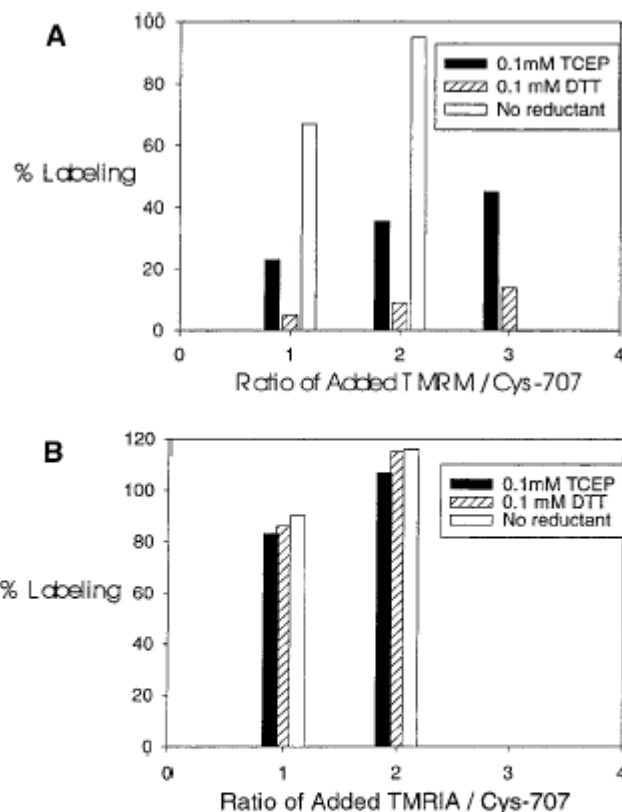 A
100
80
60
40
20
0
% Labeling
0.1mM TCEP
0.1 mM DTT
No reductant
0 1 2 3 4
Ratio of Added TMRM / Cys-707
B
120
100
80
60
40
20
0
% Labeling
0.1mM TCEP
0.1 mM DTT
No reductant
0 1 2 3 4
Ratio of Added TMRIA / Cys-707